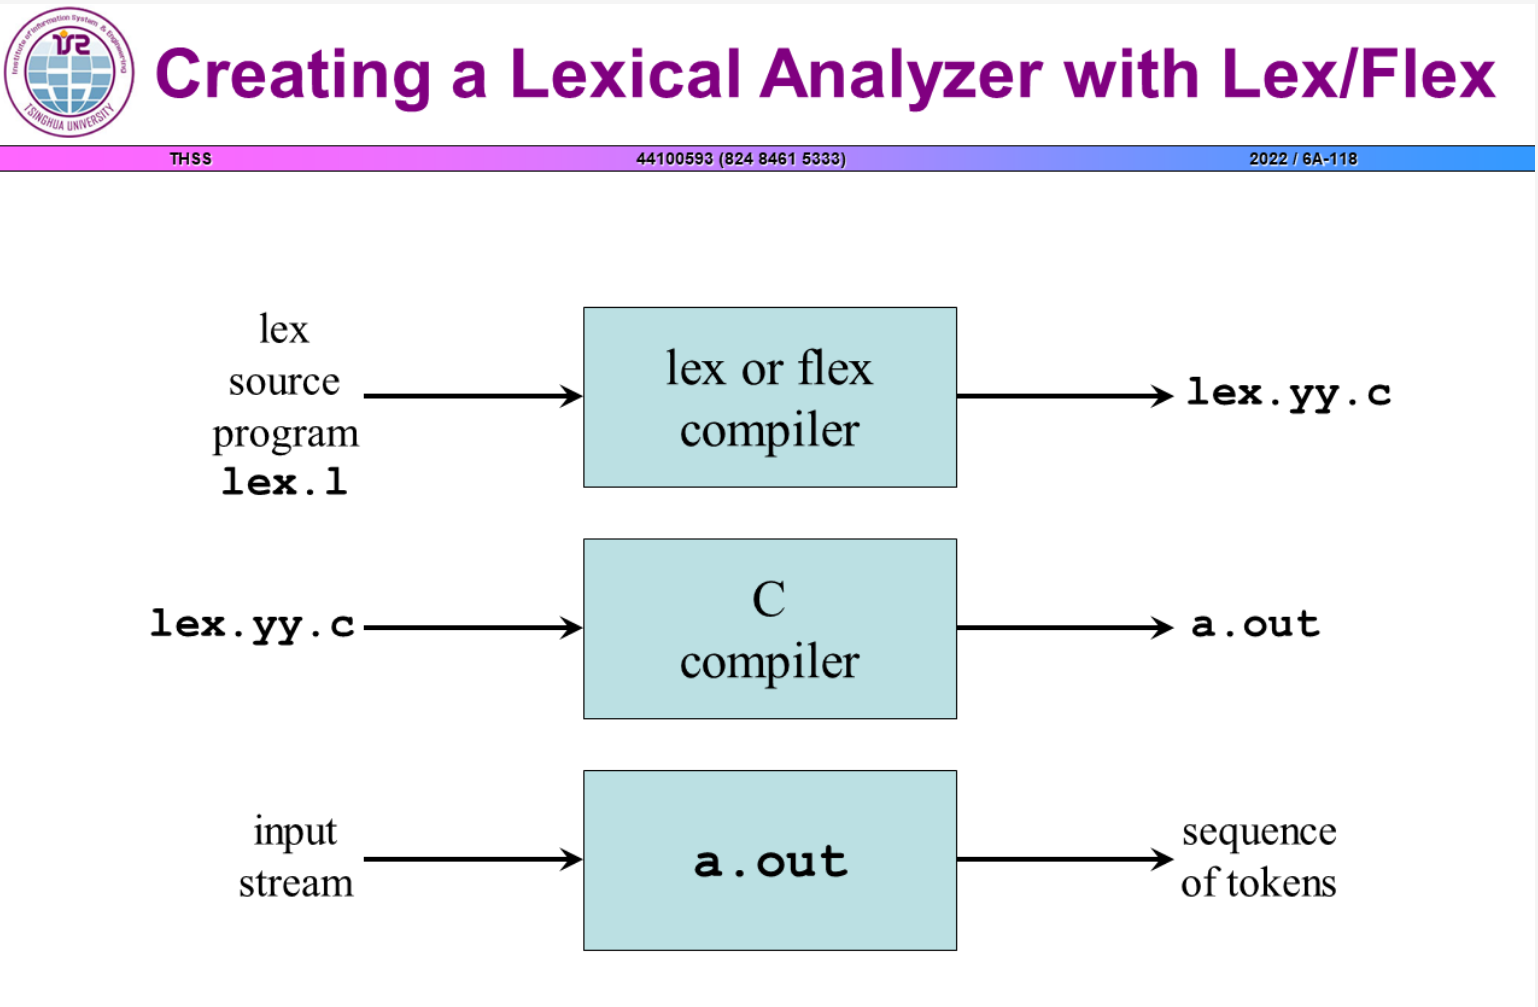 Institute of Information System & Engineering
TSINGHUA UNIVERSITY
Creating a Lexical Analyzer with Lex/Flex
THSS 44100593 (824 8461 5333) 2022 / 6A-118
lex
source
program
lex.l
lex or flex
compiler
lex.yy.c
lex.yy.c
C
compiler
a.out
input
stream
a.out
sequence
of tokens